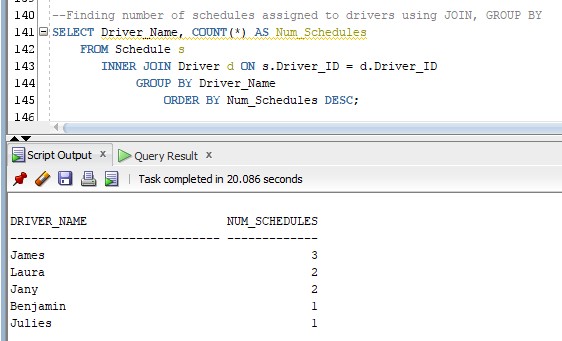 140 --Finding number of schedules assigned to drivers using JOIN, GROUP BY
141 SELECT Driver_Name, COUNT(*) AS Num_Schedules
142 FROM Schedule s
143 INNER JOIN Driver d ON s.Driver_ID = d.Driver_ID
144 GROUP BY Driver_Name
145 ORDER BY Num_Schedules DESC;
146
Script Output x Query Result x
Task completed in 20.086 seconds
DRIVER_NAME NUM_SCHEDULES
------------------------------ -------------
James 3
Laura 2
Jany 2
Benjamin 1
Julies 1